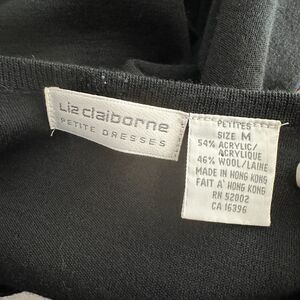 Liz claiborne
PETITE DRESSES
PETITES
SIZE M
54% ACRYLIC/
ACRYLIQUE
46% WOOL/LAINE
MADE IN HONG KONG
FAIT A' HONG KONG
RN 52002
CA 16396